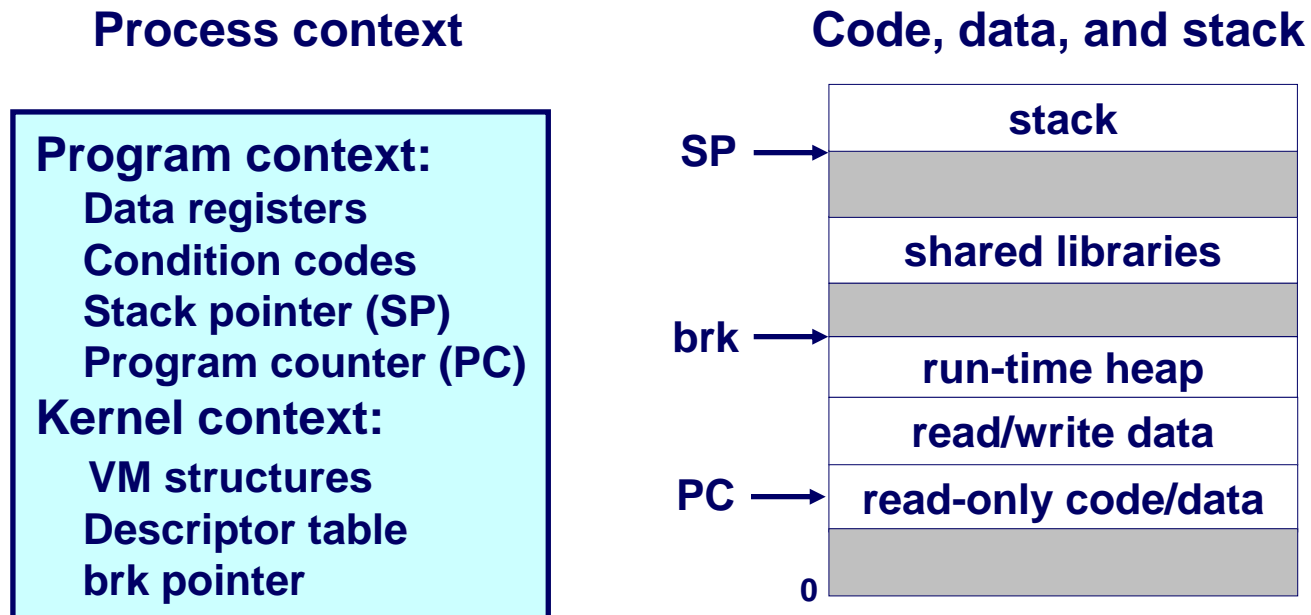 Process context
Program context:
Data registers
Condition codes
Stack pointer (SP)
Program counter (PC)
Kernel context:
VM structures
Descriptor table
brk pointer
Code, data, and stack
stack
SP
shared libraries
brk
run-time heap
read/write data
PC
read-only code/data
0